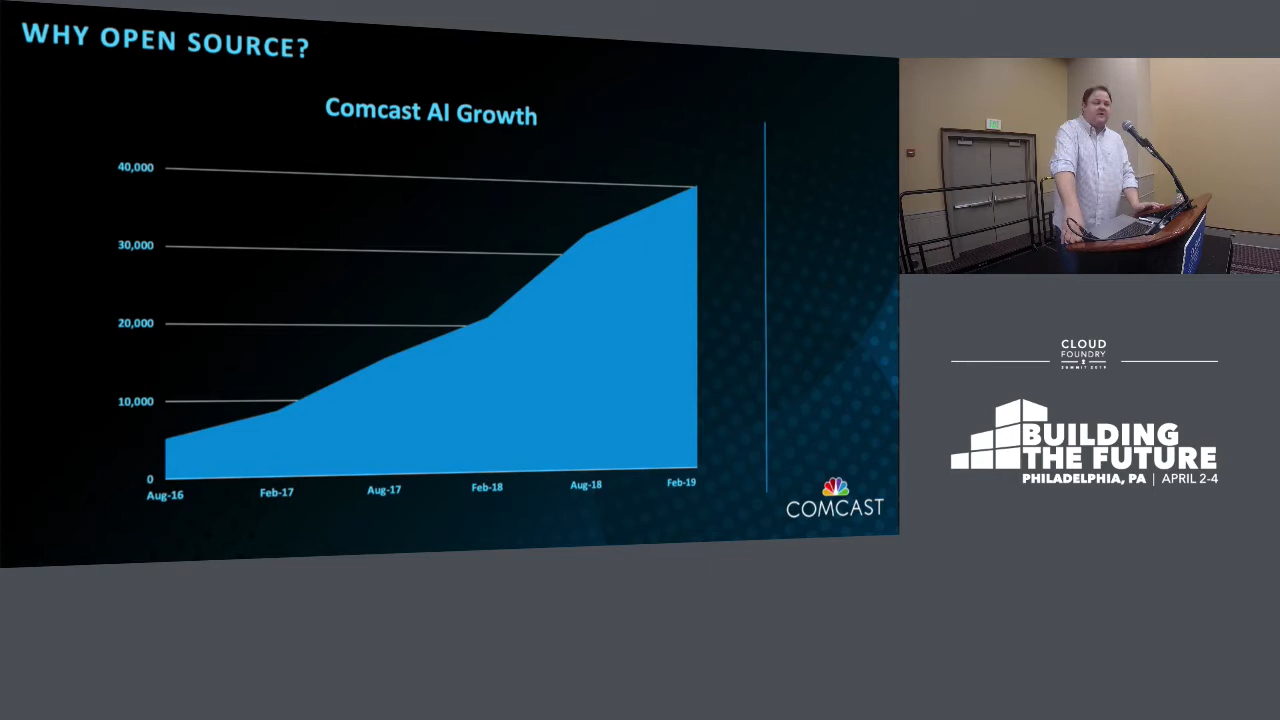 WHY OPEN SOURCE?
Comcast AI Growth
40,000
30,000
20,000
10,000
0
Aug-16
Feb-17
Aug-17
Feb-18
Aug-18
Feb-19
COMCAST
CLOUD
FOUNDRY
SUMMIT 2019
BUILDING
THE FUTURE
PHILADELPHIA, PA | APRIL 2-4